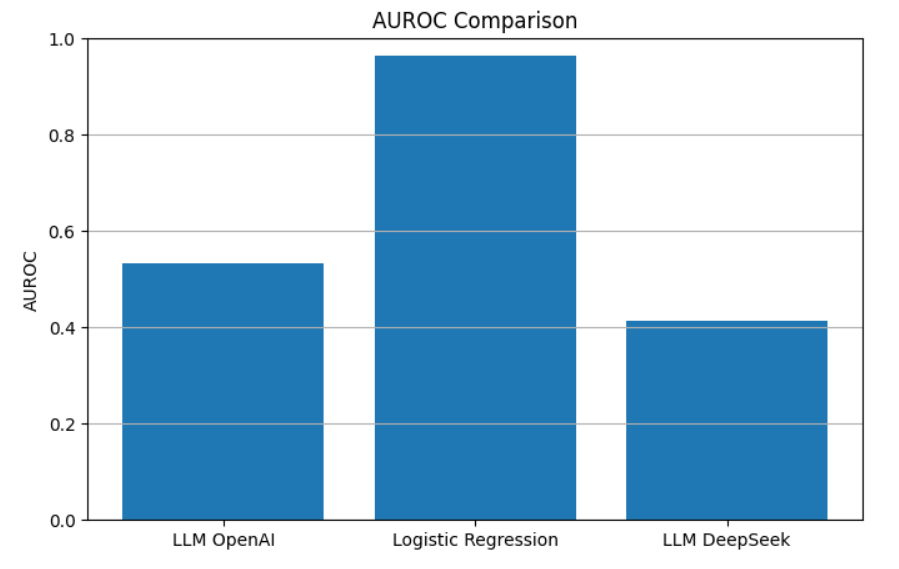 AUROC Comparison
AUROC
1.0
0.8
0.6
0.4
0.2
0.0
LLM OpenAI
Logistic Regression
LLM DeepSeek